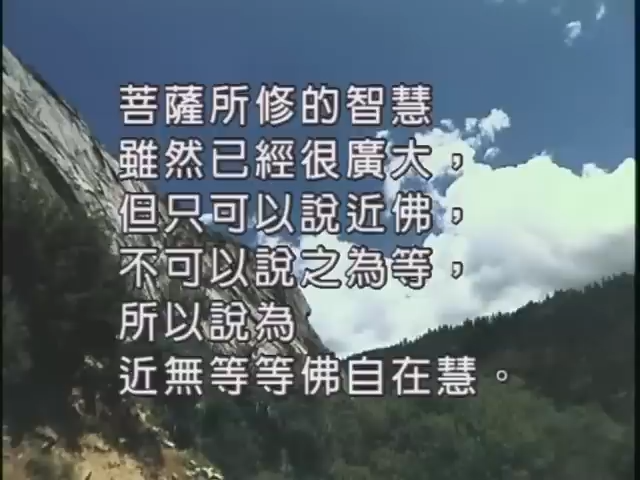 菩薩所修的智慧
雖然已經很廣大，
但只可以說近佛，
不可以說之為等，
所以說為
近無等等佛自在慧。